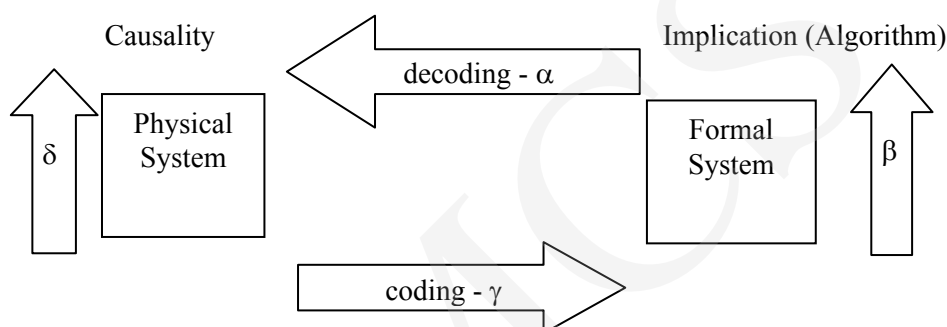 Causality
Implication (Algorithm)
decoding - α
δ
Physical
System
Formal
System
β
coding - γ